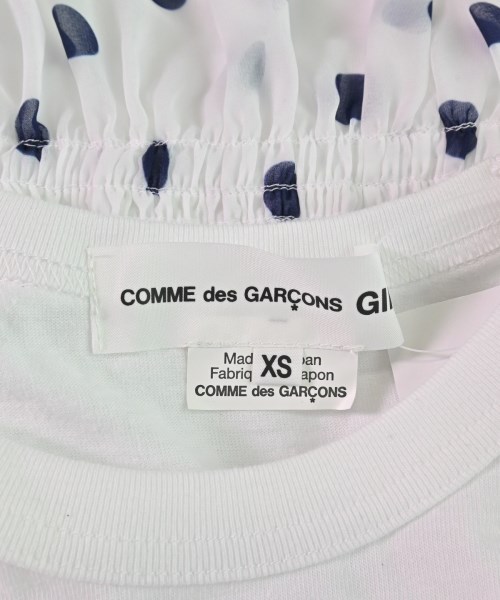 COMME des GARÇONS GI
Mad XS pan
Fabriq apon
COMME des GARÇONS